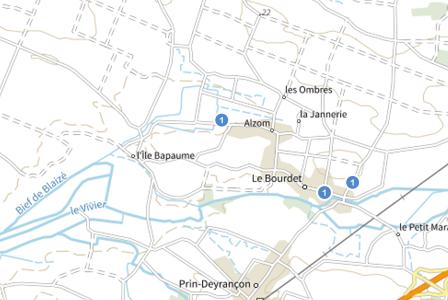 22
les Ombres
la Jannerie
1
Alzom
l'Île Bapaume
Le Bourdet
1
1
Bief de Blaizé
le Vivier
le Petit Mara
Prin-Deyrançon